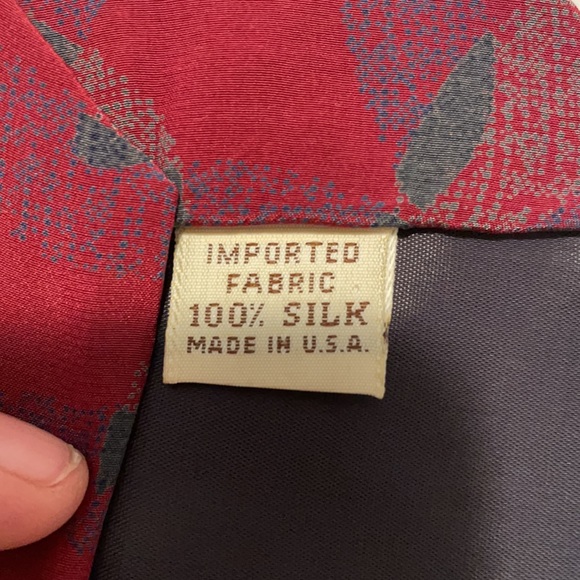 IMPORTED
FABRIC
100% SILK
MADE IN U.S.A.